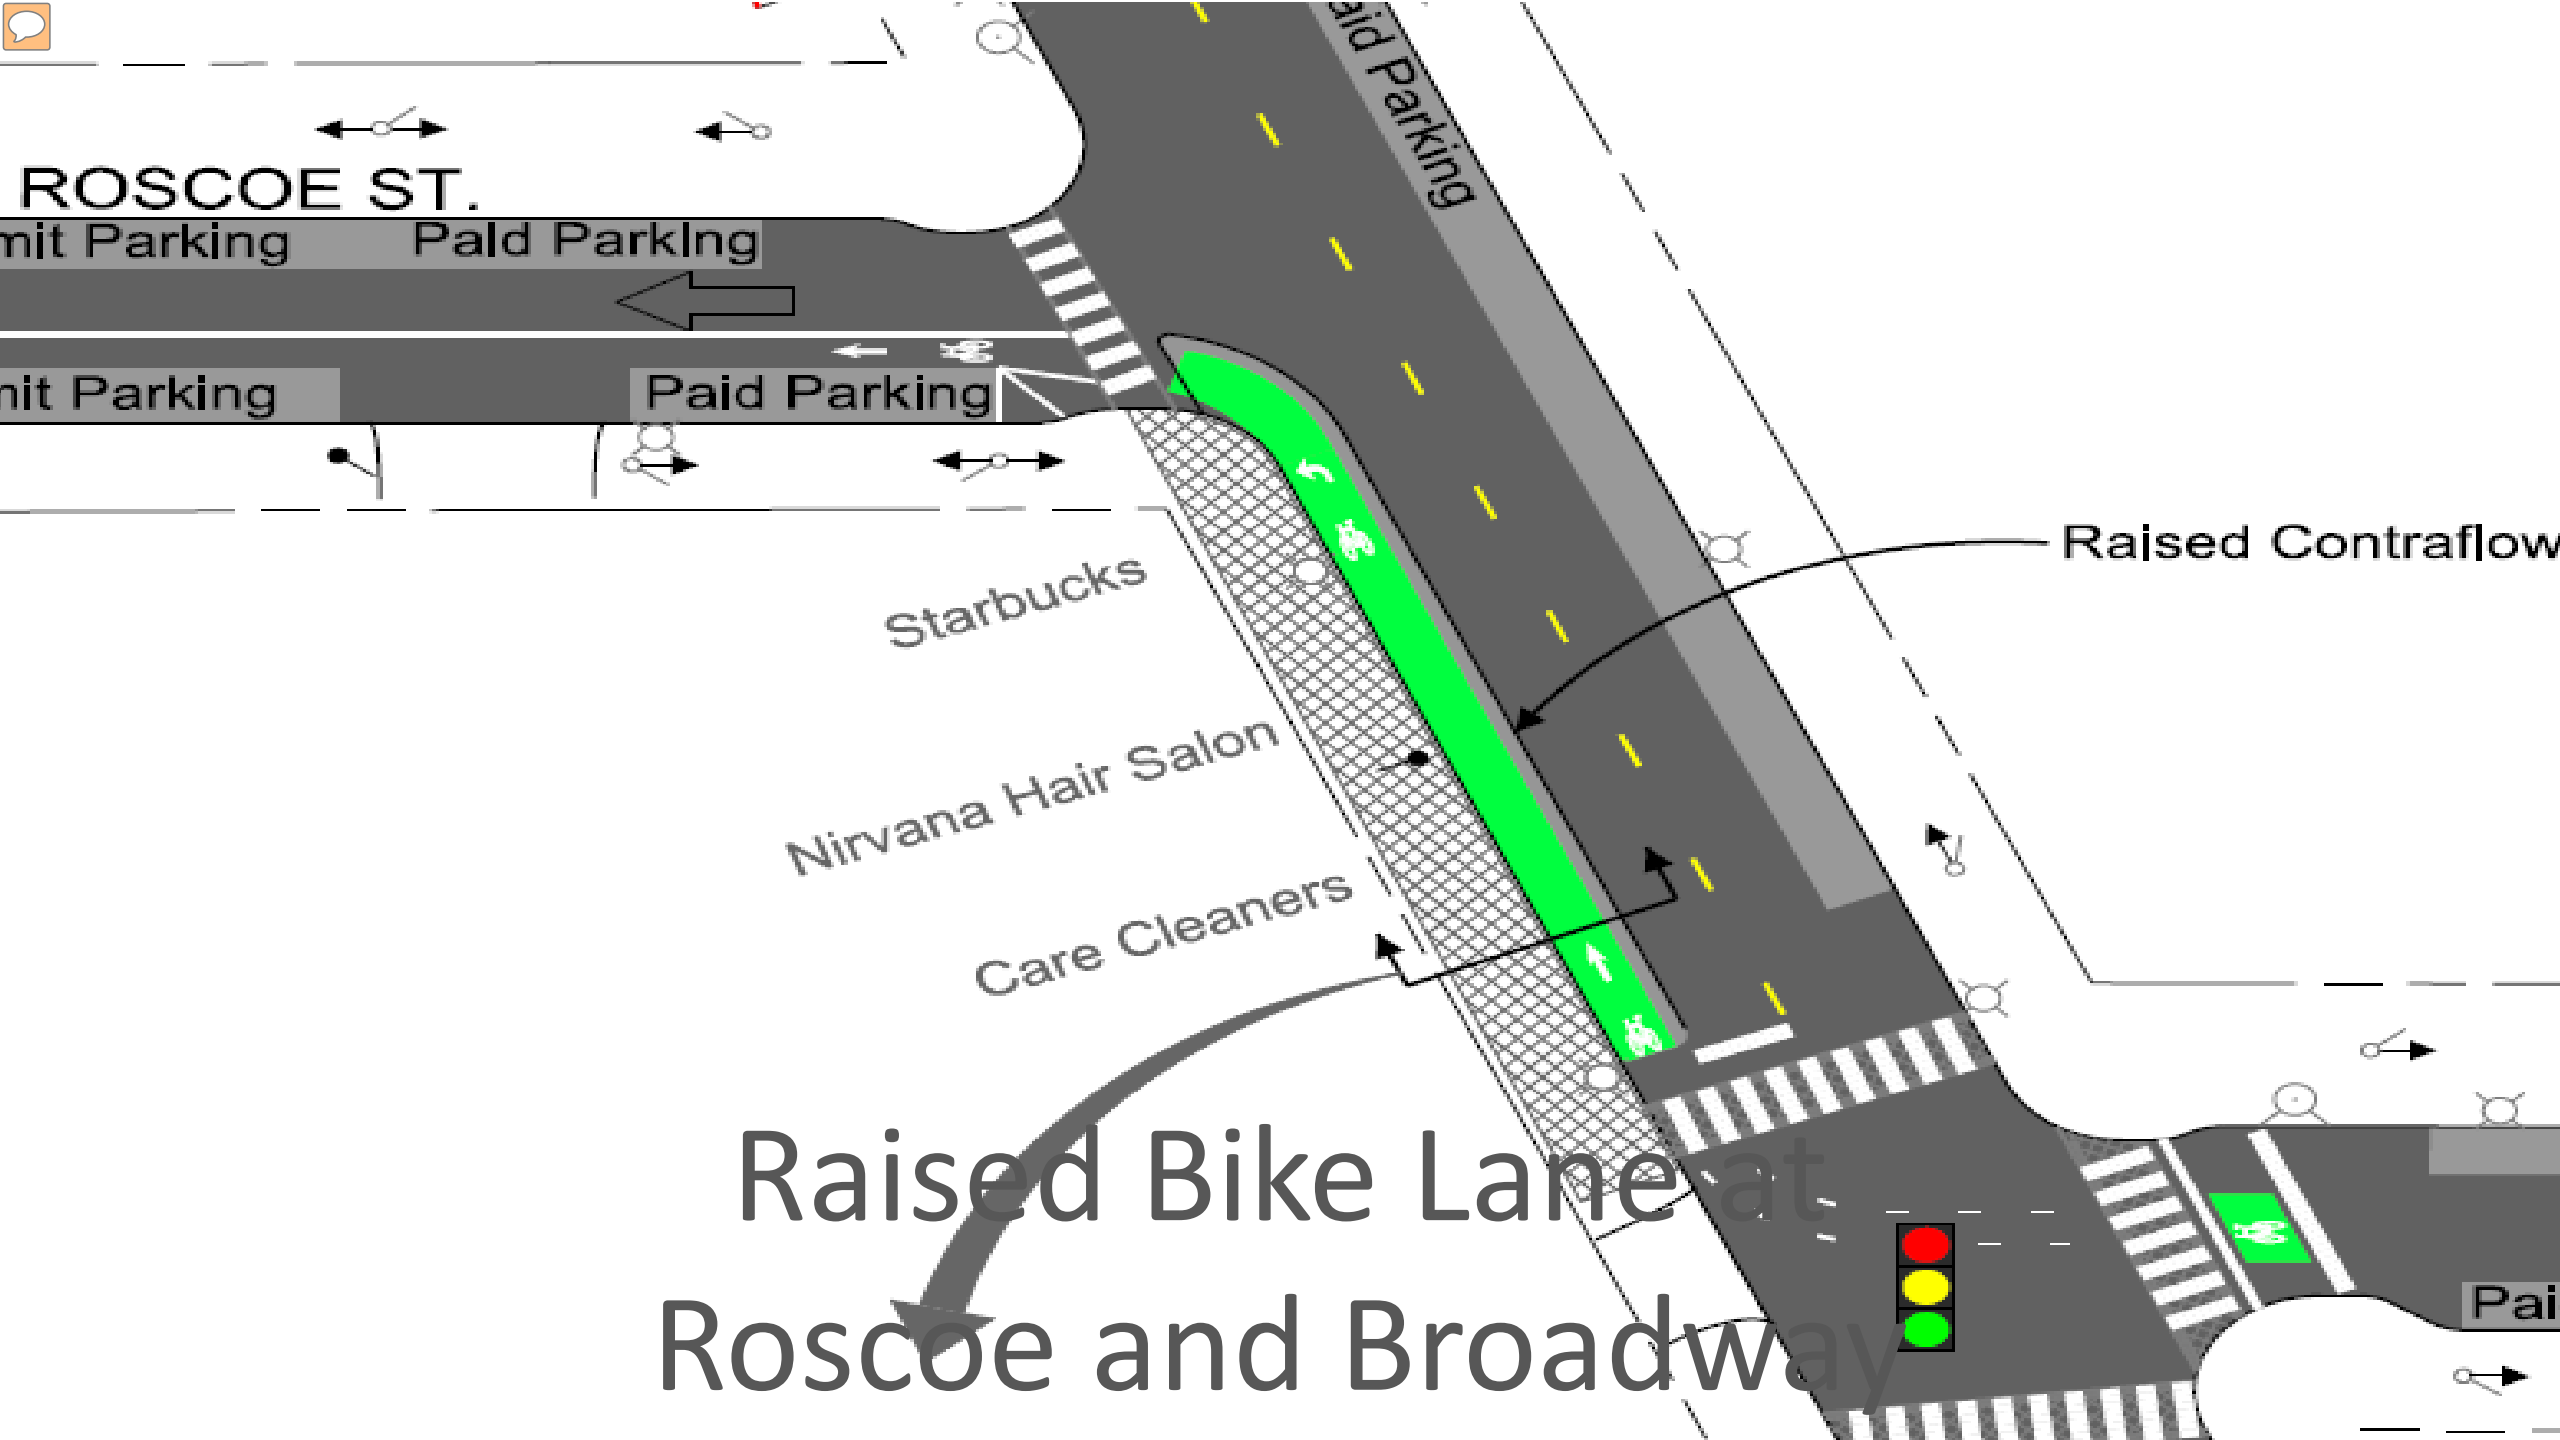 aid Parking
ROSCOE ST.
mit Parking
Paid Parking
nit Parking
Paid Parking
Raised Contraflow
Starbucks
Nirvana Hair Salon
Care Cleaners
Raised Bike Lane at
Roscoe and Broadway
Pai